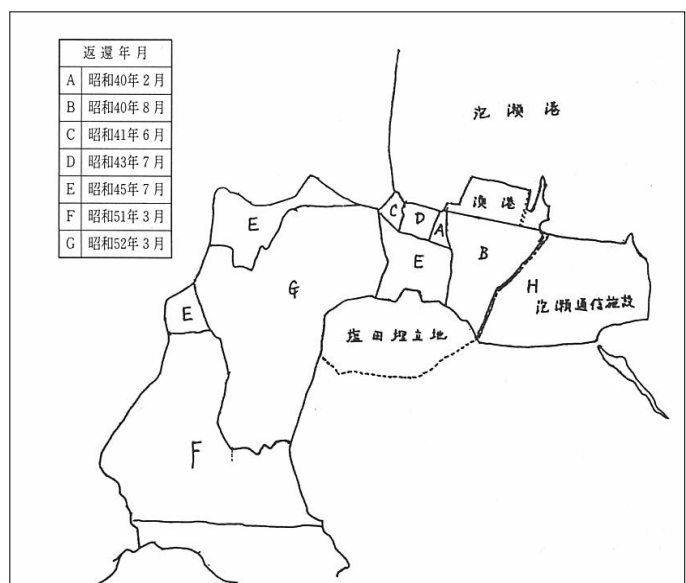 返還年月
A 昭和40年2月
B 昭和40年8月
C 昭和41年6月
D 昭和43年7月
E 昭和45年7月
F 昭和51年3月
G 昭和52年3月
汜瀬港
漁港
C
D
A
E
E
B
G
H
汜瀬通信施設
E
塩田埋立地
F